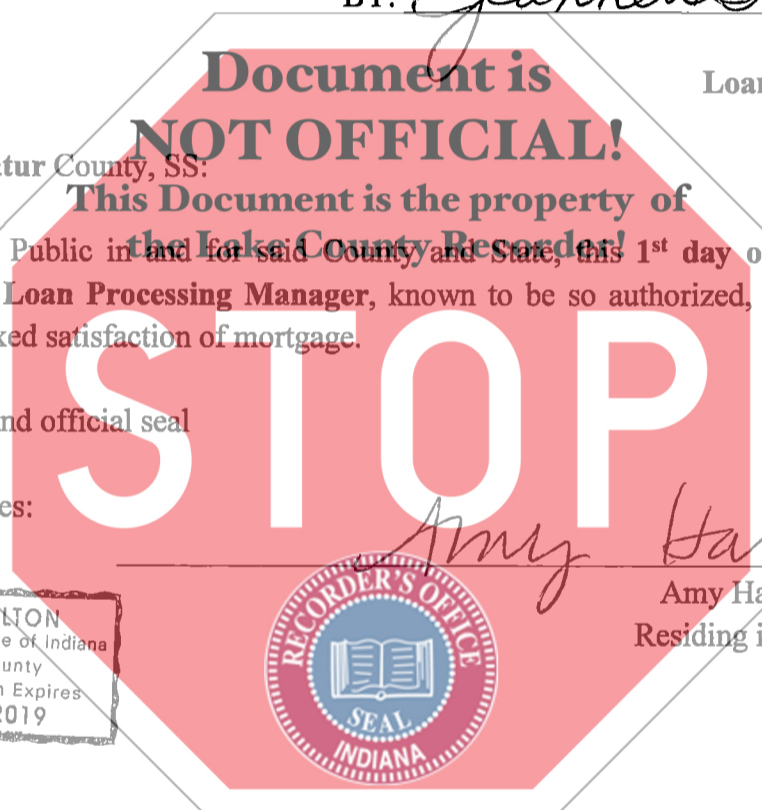 BY:
Document is
Loan
NOT OFFICIAL!
tur County, SS:
This Document is the property of
the Lake County Recorder!
Public in and for said County and State, this 1st day o
Loan Processing Manager, known to be so authorized,
ked satisfaction of mortgage.
STOP
nd official seal
es:
Amy Ha
Amy Ha
Residing i
LTON
e of Indiana
unty
n Expires
2019
RECORDER'S OFFICE
SEAL
INDIANA